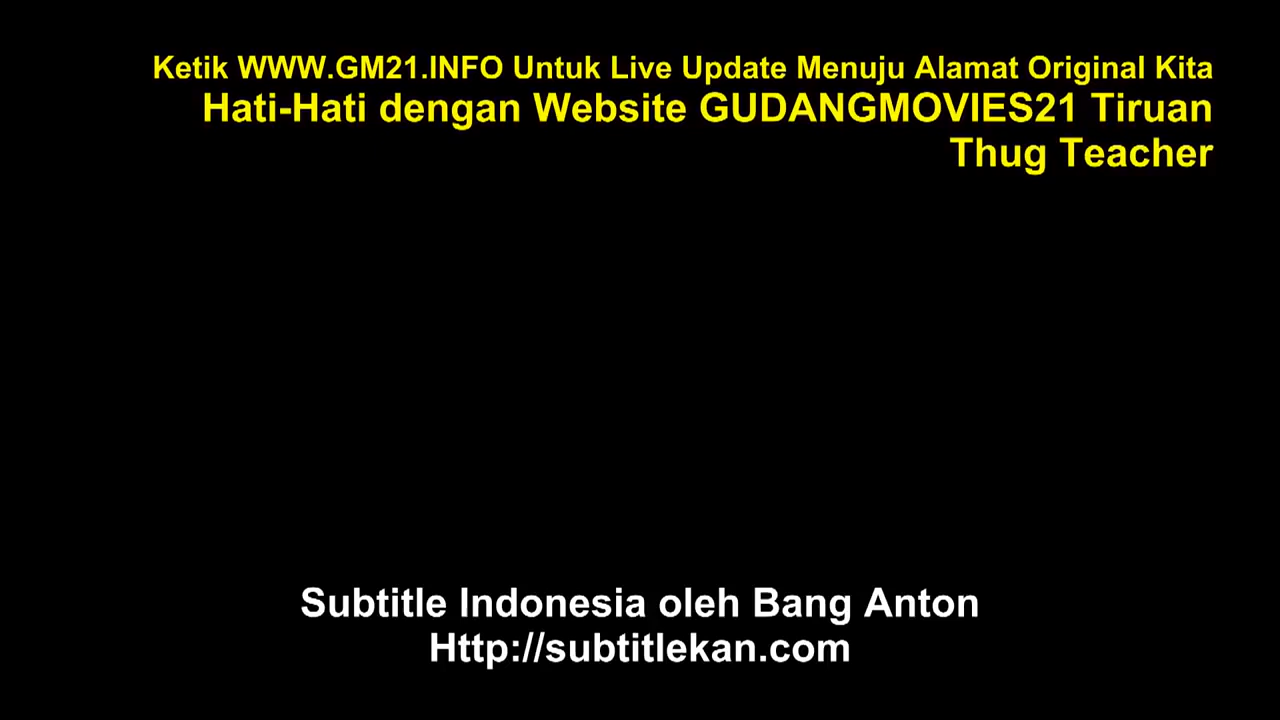 Ketik WWW.GM21.INFO Untuk Live Update Menuju Alamat Original Kita
Hati-Hati dengan Website GUDANGMOVIES21 Tiruan
Thug Teacher
Subtitle Indonesia oleh Bang Anton
Http://subtitlekan.com